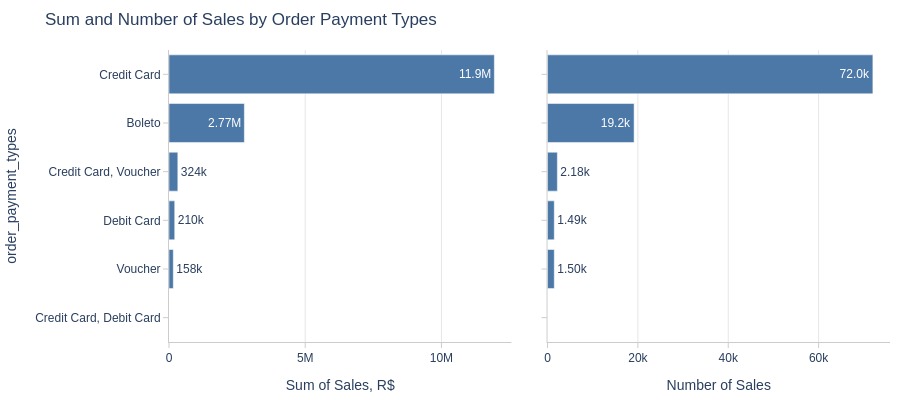 Sum and Number of Sales by Order Payment Types
order_payment_types
Credit Card 11.9M 72.0k
Boleto 2.77M 19.2k
Credit Card, Voucher 324k 2.18k
Debit Card 210k 1.49k
Voucher 158k 1.50k
Credit Card, Debit Card
0 5M 10M 0 20k 40k 60k
Sum of Sales, R$ Number of Sales